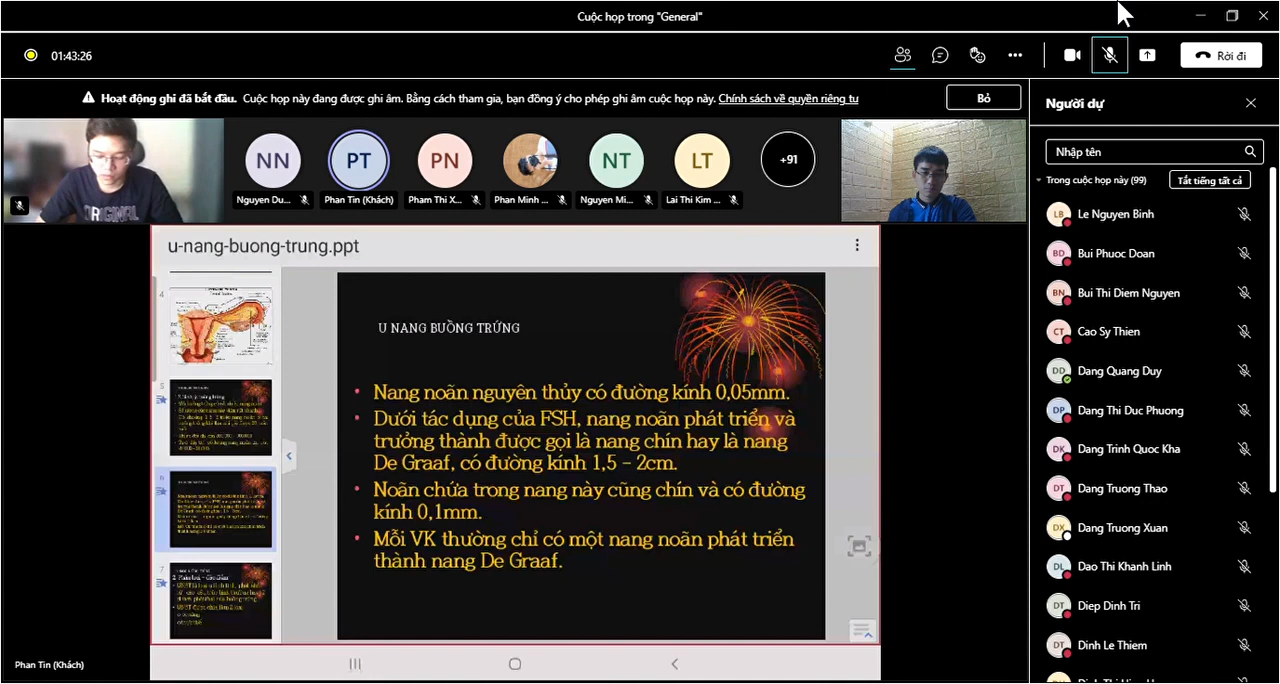 Cuộc họp trong "General"
01:43:26
Rời đi
Hoạt động ghi đã bắt đầu. Cuộc họp này đang được ghi âm. Bằng cách tham gia, bạn đồng ý cho phép ghi âm cuộc họp này. Chính sách về quyền riêng tư
Bỏ
Người dự
Nhập tên
Trong cuộc họp này (99)
Tắt tiếng tất cả
ORIGINAL
NN
PT
PN
NT
LT
+91
Nguyen Du...
Phan Tin (Khách)
Pham Thi X...
Phan Minh ...
Nguyen Mi...
Lai Thi Kim ...
u-nang-buong-trung.ppt
4
5
6
7
U NANG BUỒNG TRỨNG
• Nang noãn nguyên thủy có đường kính 0,05mm.
• Dưới tác dụng của FSH, nang noãn phát triển và
trưởng thành được gọi là nang chín hay là nang
De Graaf, có đường kính 1,5 – 2cm.
• Noãn chứa trong nang này cũng chín và có đường
kính 0,1mm.
• Mỗi VK thường chỉ có một nang noãn phát triển
thành nang De Graaf.
Phan Tin (Khách)
LB Le Nguyen Binh
BD Bui Phuoc Doan
BN Bui Thi Diem Nguyen
CT Cao Sy Thien
DD Dang Quang Duy
DP Dang Thi Duc Phuong
DK Dang Trinh Quoc Kha
DT Dang Truong Thao
DX Dang Truong Xuan
DL Dao Thi Khanh Linh
DT Diep Dinh Tri
DT Dinh Le Thiem